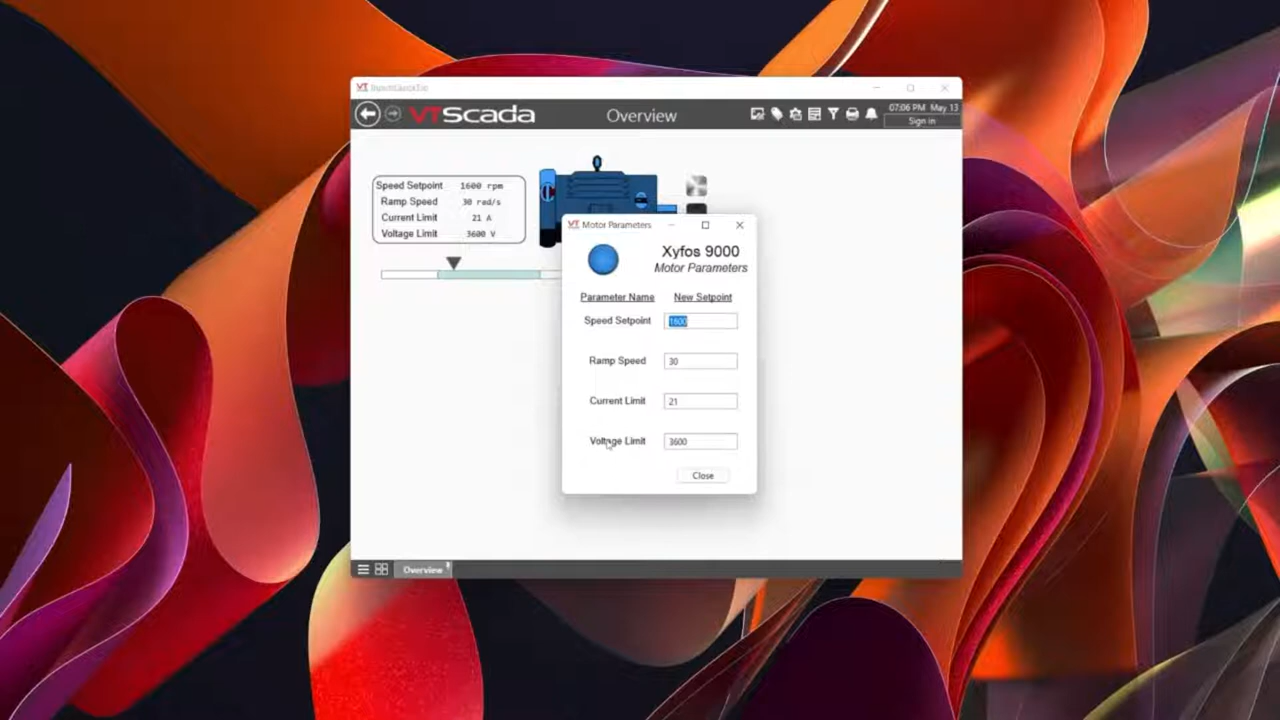 VTScada
Overview
07:06 PM May 13
Sign in
Speed Setpoint 1600 rpm
Ramp Speed 30 rad/s
Current Limit 21 A
Voltage Limit 3600 V
VT Motor Parameters
Xyfos 9000
Motor Parameters
Parameter Name New Setpoint
Speed Setpoint 1600
Ramp Speed 30
Current Limit 21
Voltage Limit 3600
Close
Overview